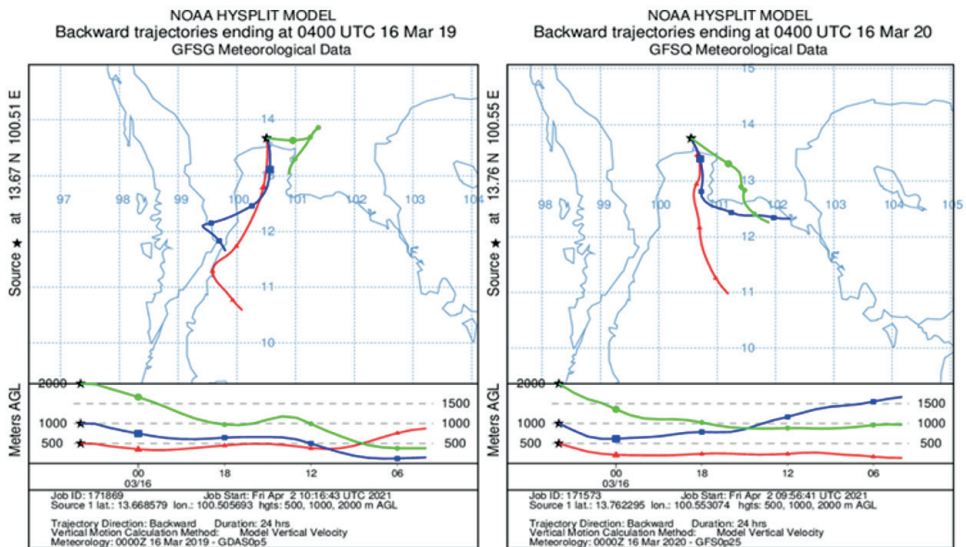 NOAA HYSPLIT MODEL
Backward trajectories ending at 0400 UTC 16 Mar 19
GFSG Meteorological Data
Source ★ at 13.67 N 100.51 E
14
97 98 99 100 101 102 103 104
12
11
10
Meters AGL
2000
1500
1000 1000
500 500
00 18 12 06
03/16
Job ID: 171869 Job Start: Fri Apr 2 10:16:43 UTC 2021
Source 1 lat.: 13.668579 lon.: 100.505693 hgts: 500, 1000, 2000 m AGL
Trajectory Direction: Backward Duration: 24 hrs
Vertical Motion Calculation Method: Model Vertical Velocity
Meteorology: 0000Z 16 Mar 2019 - GDAS0p5
NOAA HYSPLIT MODEL
Backward trajectories ending at 0400 UTC 16 Mar 20
GFSQ Meteorological Data
Source ★ at 13.76 N 100.55 E
15
14
13
98 99 100 101 102 103 104 105
12
11
10
Meters AGL
2000
1500
1000 1000
500 500
00 18 12 06
03/16
Job ID: 171573 Job Start: Fri Apr 2 09:56:41 UTC 2021
Source 1 lat.: 13.762295 lon.: 100.553074 hgts: 500, 1000, 2000 m AGL
Trajectory Direction: Backward Duration: 24 hrs
Vertical Motion Calculation Method: Model Vertical Velocity
Meteorology: 0000Z 16 Mar 2020 - GFS0p25